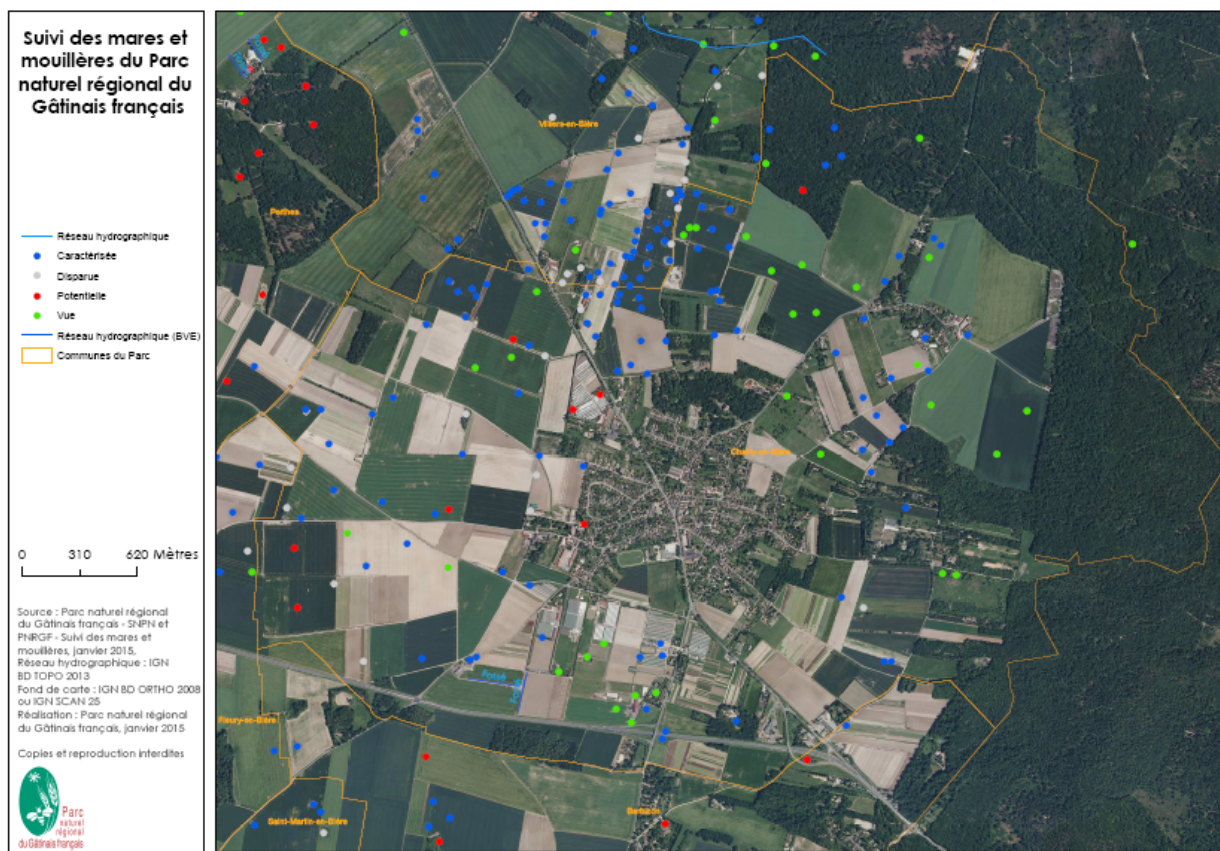 Suivi des mares et
mouillères du Parc
naturel régional du
Gâtinais français
Réseau hydrographique
Caractérisée
Disparue
Potentielle
Vue
Réseau hydrographique (BVE)
Communes du Parc
0 310 620 Mètres
Source : Parc naturel régional
du Gâtinais français - SNPN et
PNRGF - Suivi des mares et
mouillères, janvier 2015,
Réseau hydrographique : IGN
BD TOPO 2013
Fond de carte : IGN BD ORTHO 2008
ou IGN SCAN 25
Réalisation : Parc naturel régional
du Gâtinais français, janvier 2015
Copies et reproduction interdites
Parc
naturel
régional
du Gâtinais français
Villiers-en-Bière
Perthes
Chailly-en-Bière
Fossé
Fossé
Fleury-en-Bière
Saint-Martin-en-Bière
Barbizon